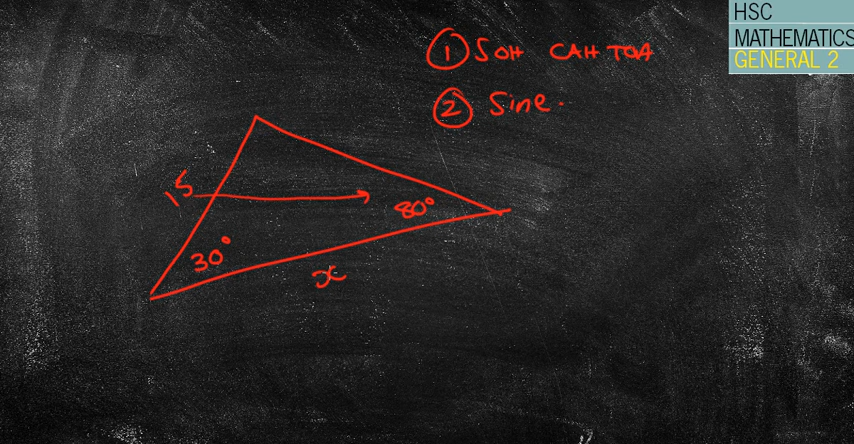 HSC
MATHEMATICS
GENERAL 2
① SOH CAH TOA
② Sine.
15
80°
30°
x